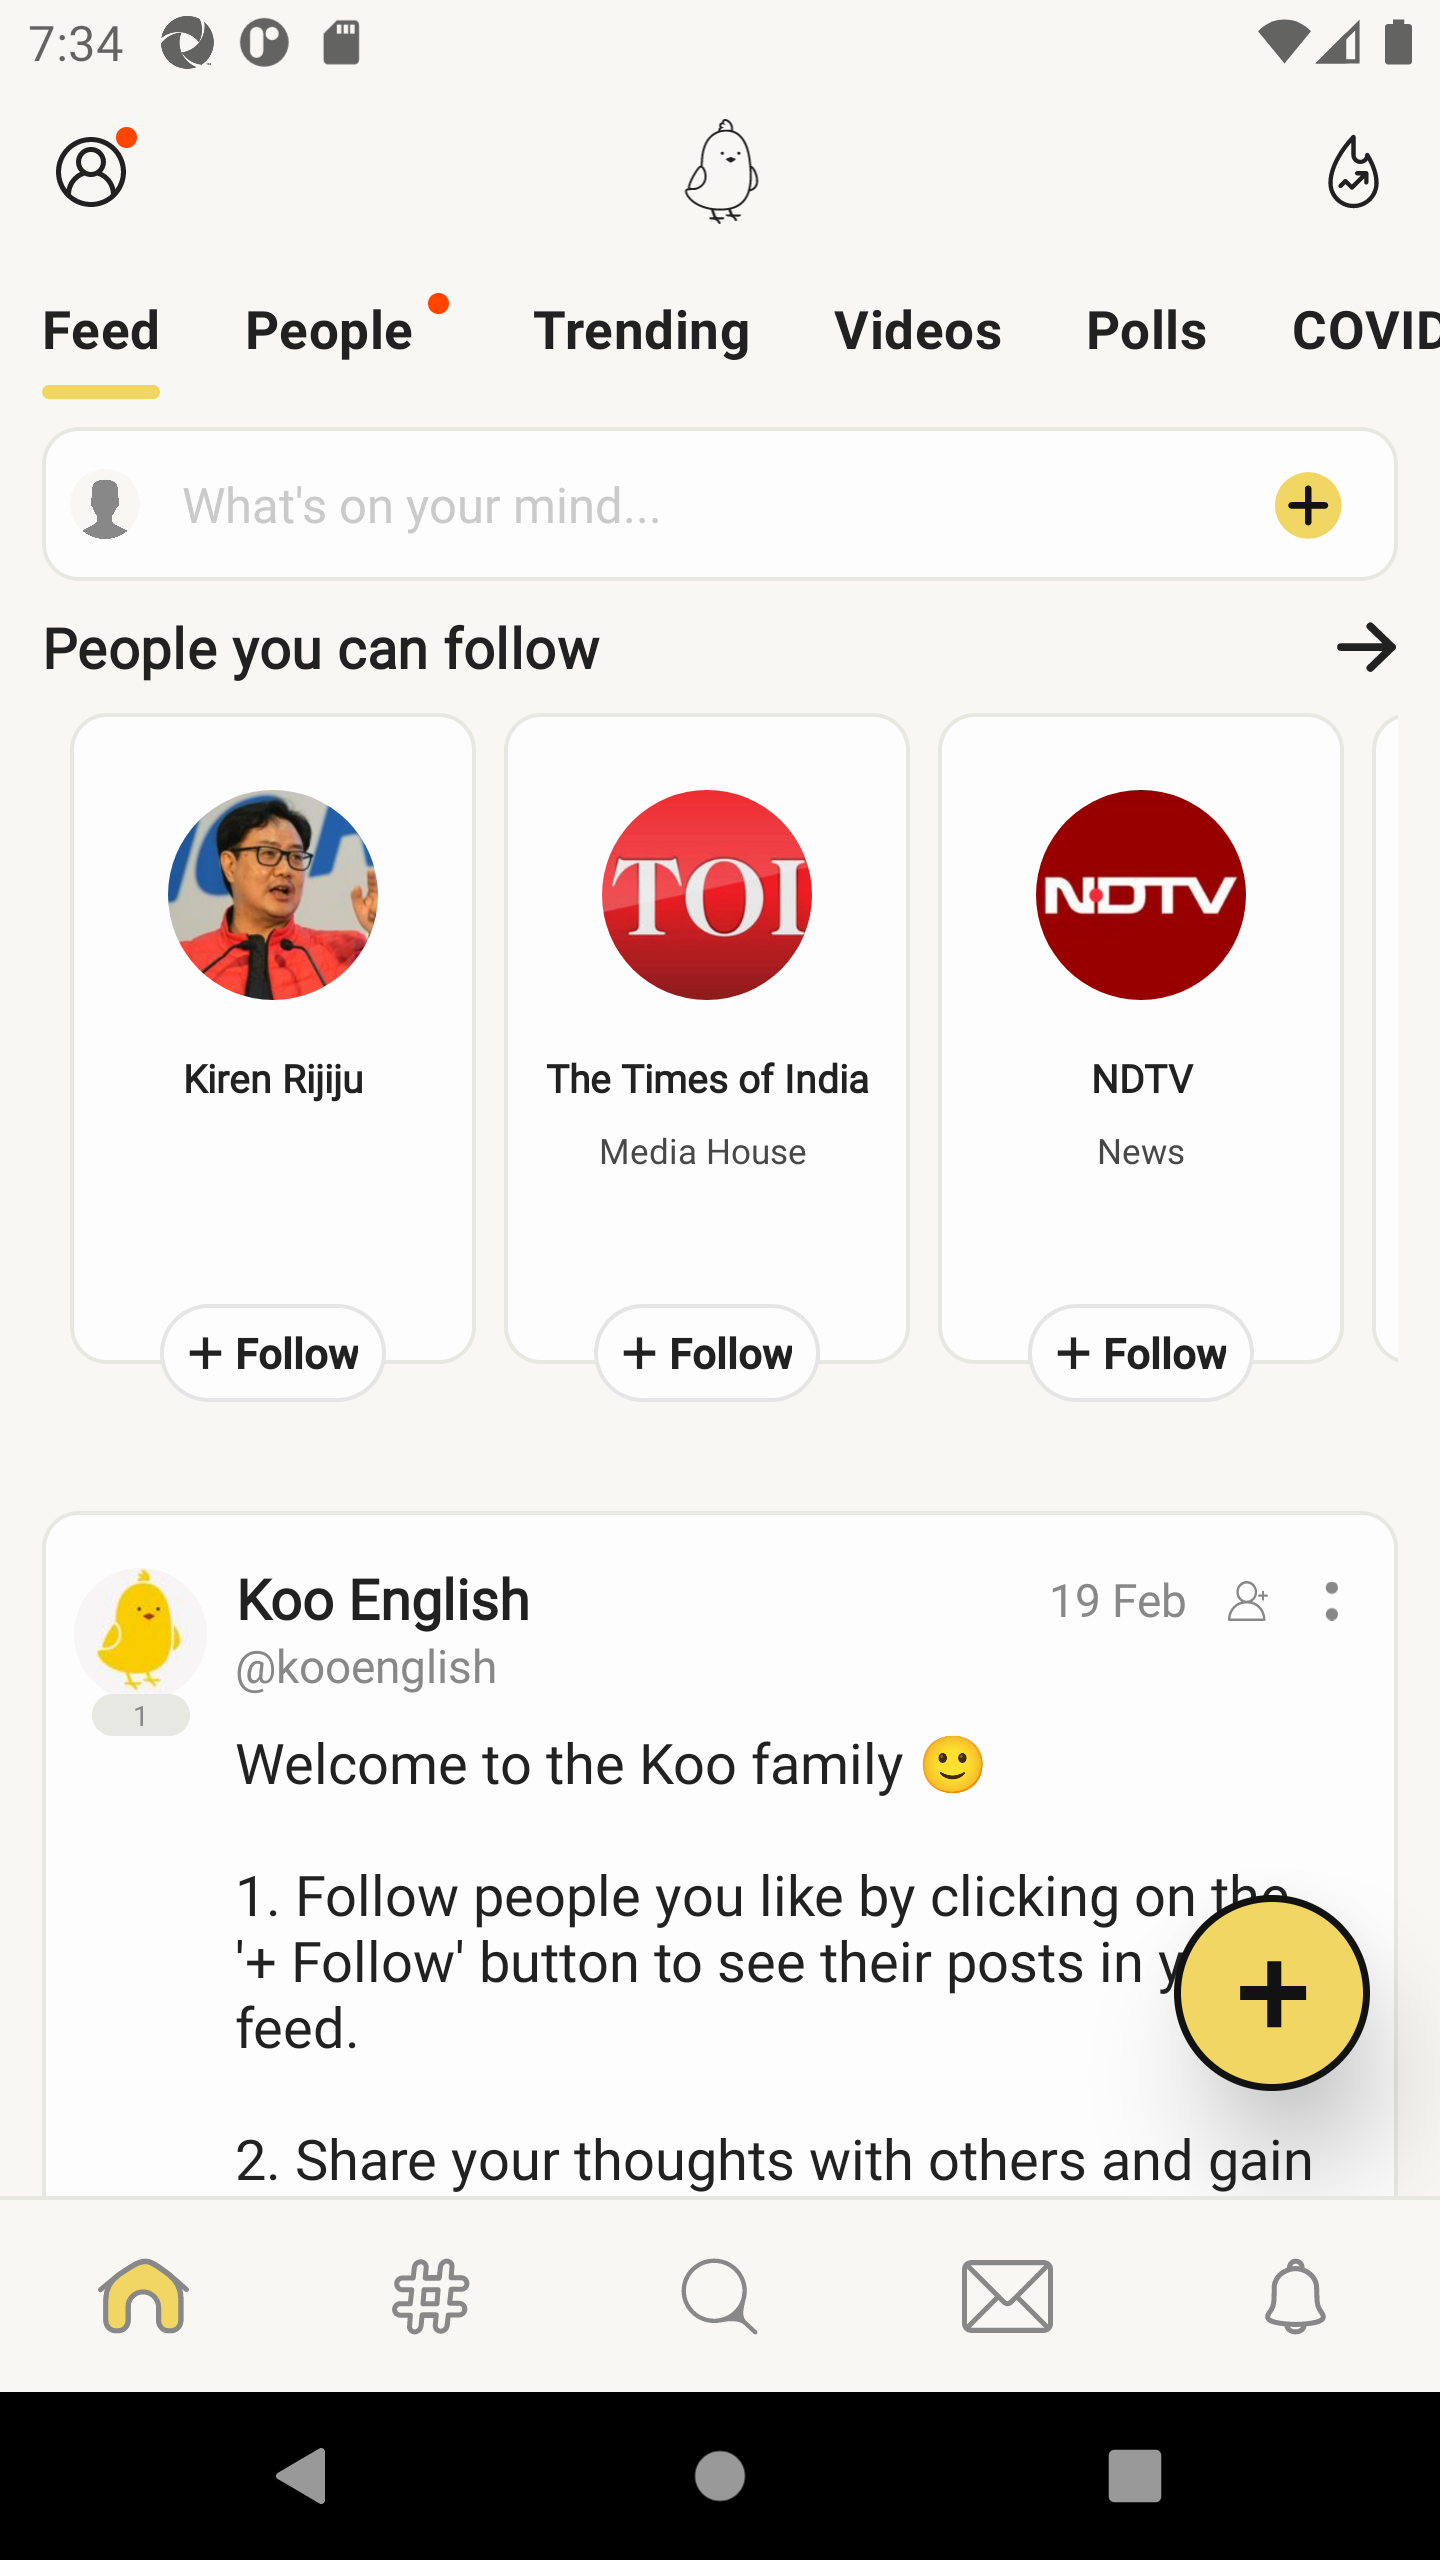 7:34
Feed People Trending Videos Polls COVID
What's on your mind...
People you can follow
TOI
NDTV
Kiren Rijiju
The Times of India
NDTV
Media House
News
+ Follow
+ Follow
+ Follow
Koo English
19 Feb
@kooenglish
1
Welcome to the Koo family 🙂
1. Follow people you like by clicking on the
'+ Follow' button to see their posts in
feed.
2. Share your thoughts with others and gain